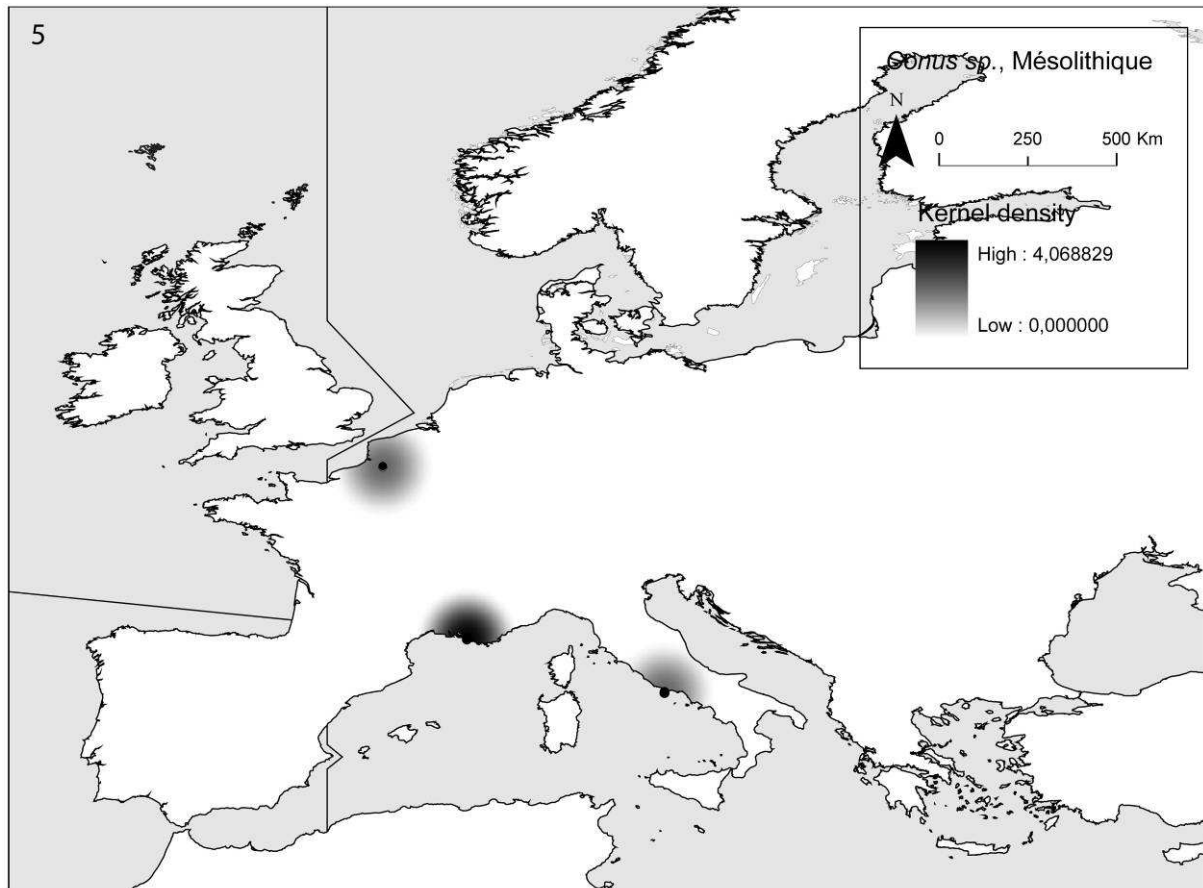 5
Conus sp., Mésolithique
N
0 250 500 Km
Kernel density
High : 4,068829
Low : 0,000000